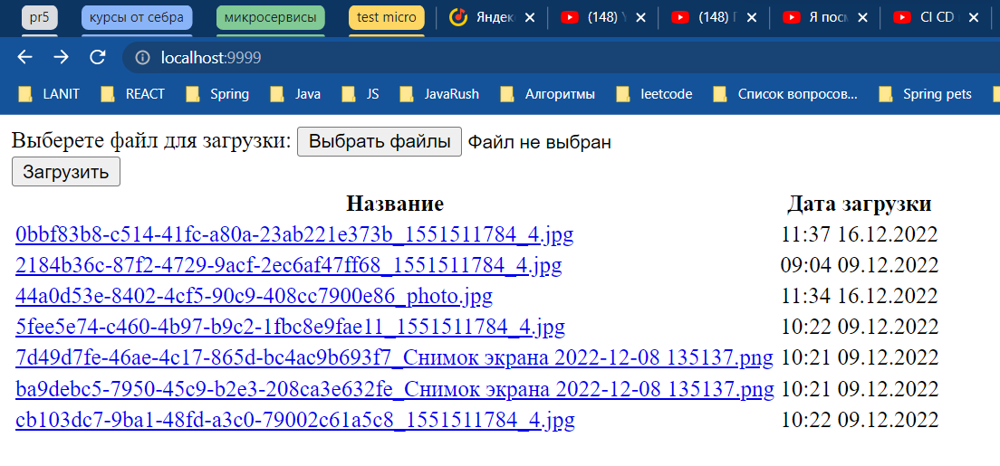 pr5 курсы от себра микросервисы test micro Яндек (148) (148) Я посм CI CD
localhost:9999
LANIT REACT Spring Java JS JavaRush Алгоритмы leetcode Список вопросов... Spring pets
Выберете файл для загрузки: Выбрать файлы Файл не выбран
Загрузить
Название Дата загрузки
0bbf83b8-c514-41fc-a80a-23ab221e373b_1551511784_4.jpg 11:37 16.12.2022
2184b36c-87f2-4729-9acf-2ec6af47ff68_1551511784_4.jpg 09:04 09.12.2022
44a0d53e-8402-4cf5-90c9-408cc7900e86_photo.jpg 11:34 16.12.2022
5fee5e74-c460-4b97-b9c2-1fbc8e9fae11_1551511784_4.jpg 10:22 09.12.2022
7d49d7fe-46ae-4c17-865d-bc4ac9b693f7_Снимок экрана 2022-12-08 135137.png 10:21 09.12.2022
ba9debc5-7950-45c9-b2e3-208ca3e632fe_Снимок экрана 2022-12-08 135137.png 10:21 09.12.2022
cb103dc7-9ba1-48fd-a3c0-79002c61a5c8_1551511784_4.jpg 10:22 09.12.2022